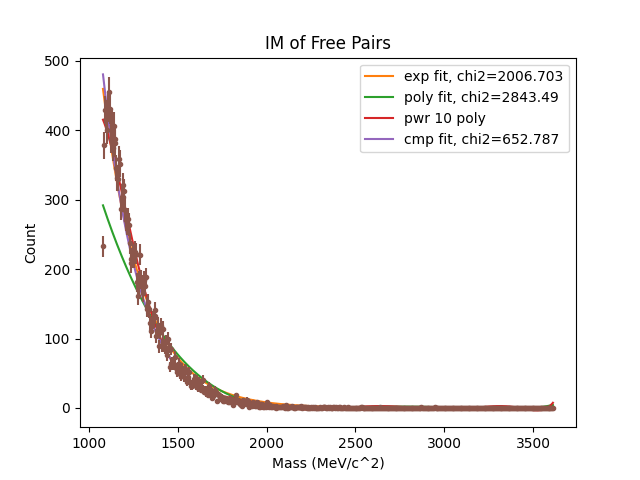 IM of Free Pairs
exp fit, chi2=2006.703
poly fit, chi2=2843.49
pwr 10 poly
cmp fit, chi2=652.787
500
400
300
200
100
0
Count
1000 1500 2000 2500 3000 3500
Mass (MeV/c^2)